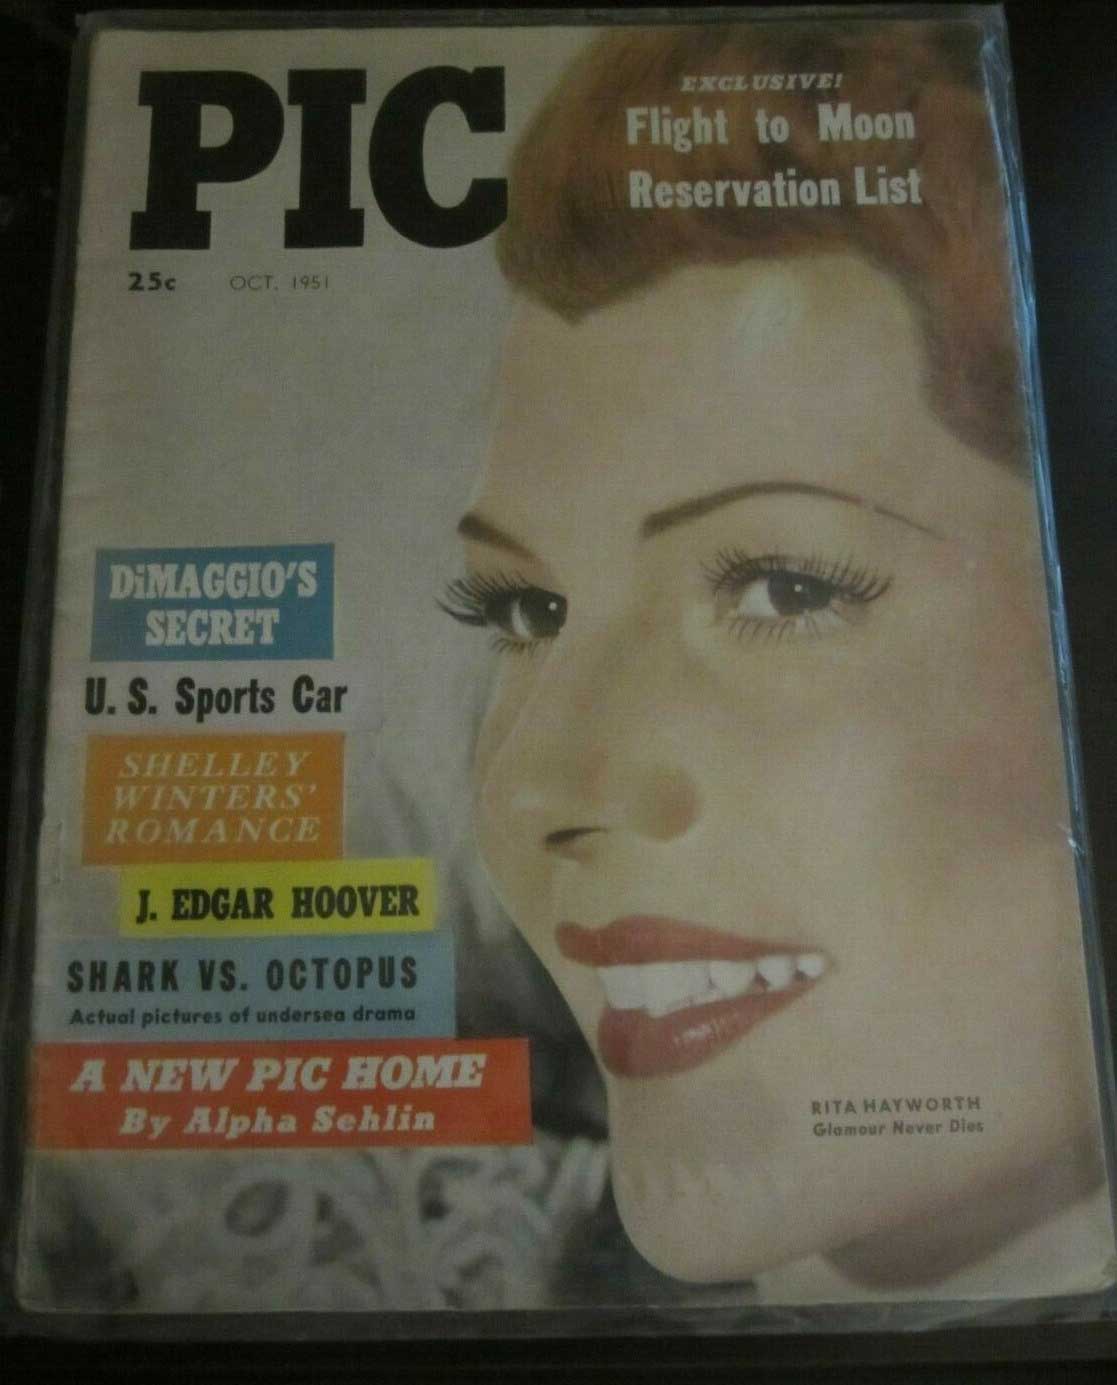 PIC
25c OCT. 1951
EXCLUSIVE!
Flight to Moon
Reservation List
DiMAGGIO'S
SECRET
U. S. Sports Car
SHELLEY
WINTERS'
ROMANCE
J. EDGAR HOOVER
SHARK VS. OCTOPUS
Actual pictures of undersea drama
A NEW PIC HOME
By Alpha Sehlin
RITA HAYWORTH
Glamour Never Dies